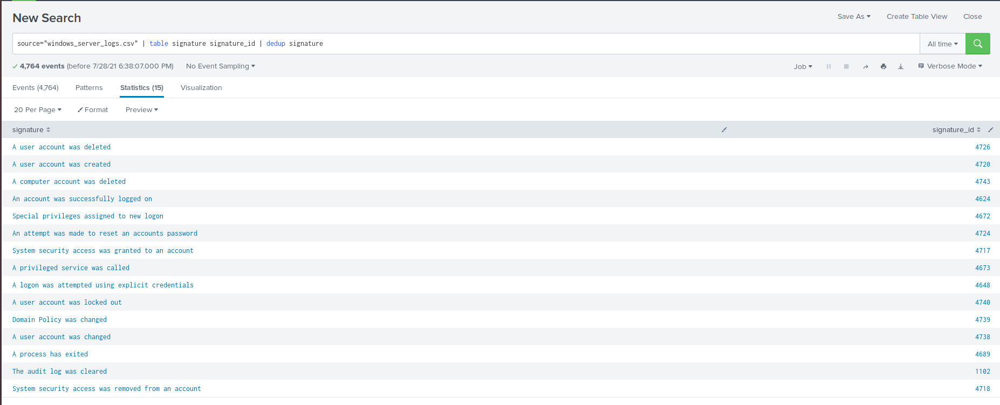 New Search
Save As Create Table View Close
source="windows_server_logs.csv" | table signature signature_id | dedup signature
All time
4,764 events (before 7/28/21 6:38:07.000 PM) No Event Sampling
Job Verbose Mode
Events (4,764) Patterns Statistics (15) Visualization
20 Per Page Format Preview
signature signature_id
A user account was deleted 4726
A user account was created 4720
A computer account was deleted 4743
An account was successfully logged on 4624
Special privileges assigned to new logon 4672
An attempt was made to reset an accounts password 4724
System security access was granted to an account 4717
A privileged service was called 4673
A logon was attempted using explicit credentials 4648
A user account was locked out 4740
Domain Policy was changed 4739
A user account was changed 4738
A process has exited 4689
The audit log was cleared 1102
System security access was removed from an account 4718